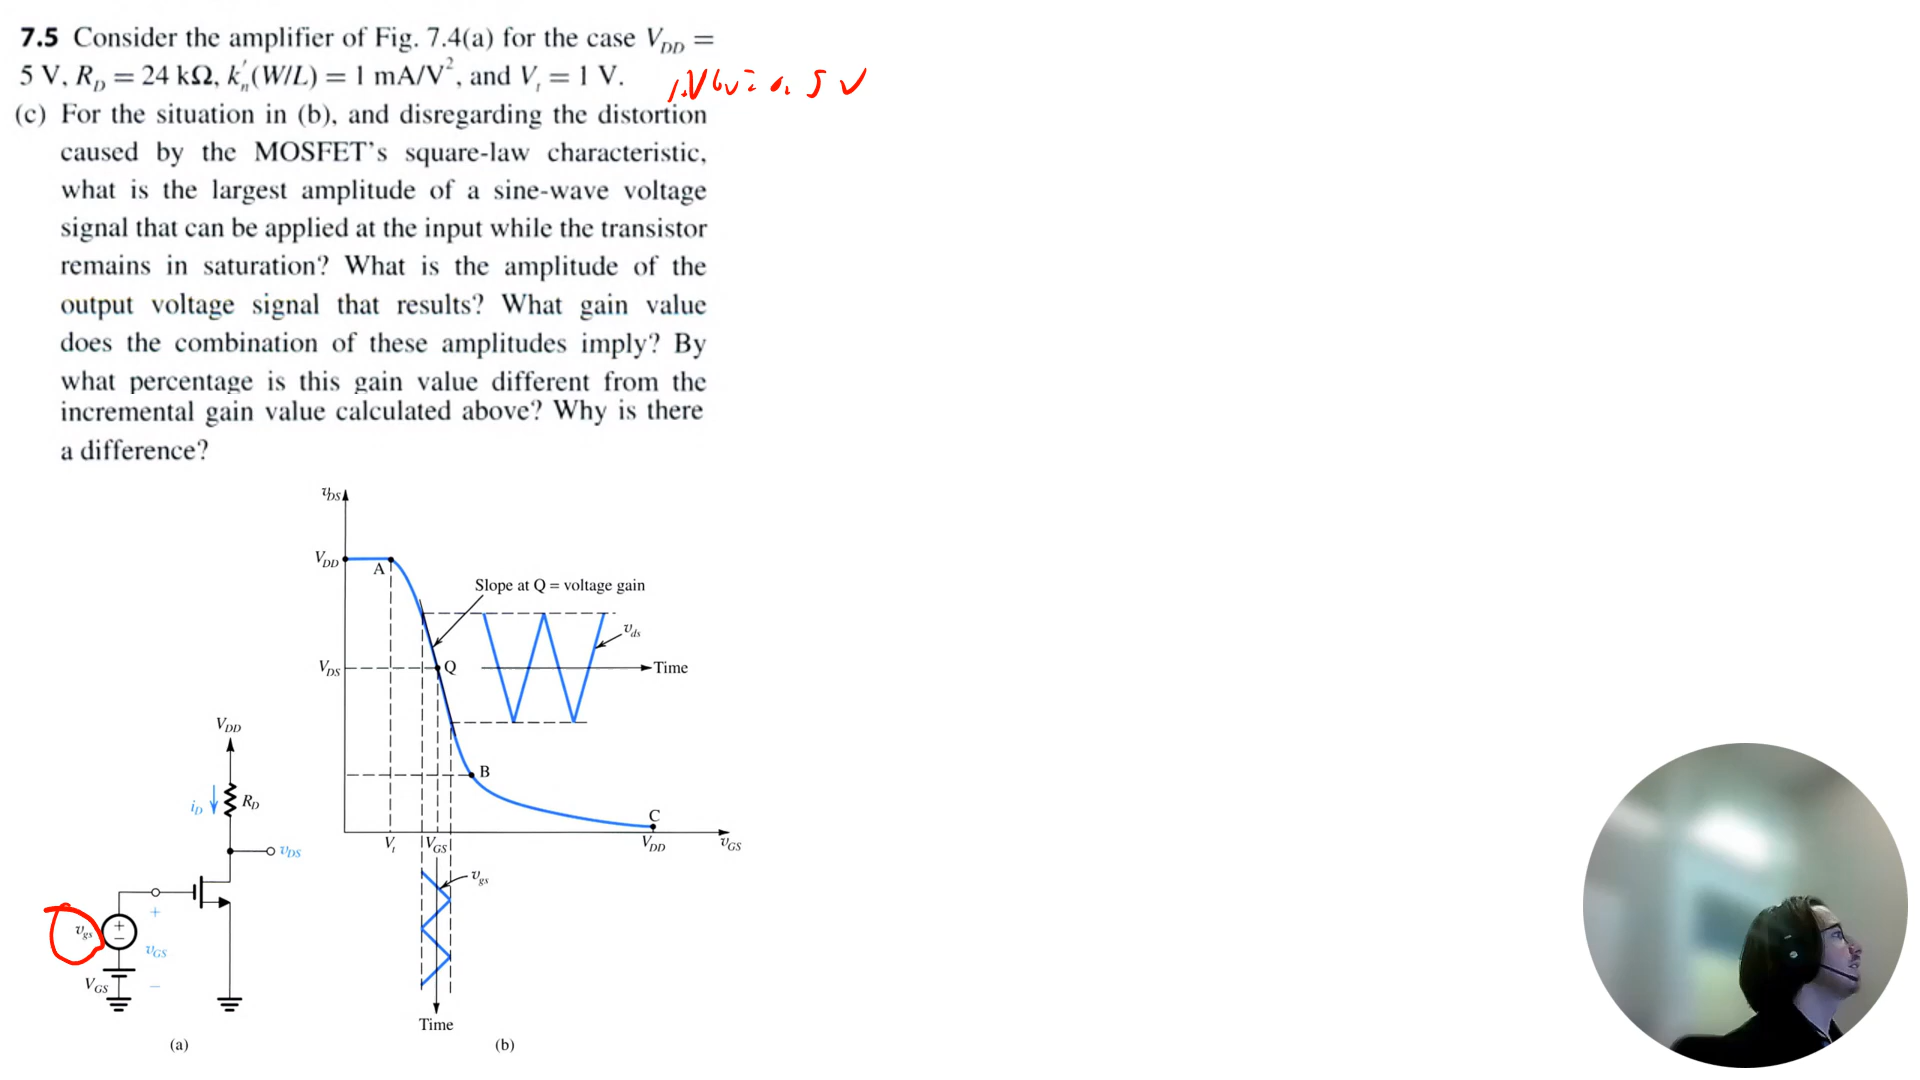 7.5 Consider the amplifier of Fig. 7.4(a) for the case V_DD =
5 V, R_D = 24 kΩ, k′_n(W/L) = 1 mA/V², and V_t = 1 V.
(c) For the situation in (b), and disregarding the distortion
caused by the MOSFET's square-law characteristic,
what is the largest amplitude of a sine-wave voltage
signal that can be applied at the input while the transistor
remains in saturation? What is the amplitude of the
output voltage signal that results? What gain value
does the combination of these amplitudes imply? By
what percentage is this gain value different from the
incremental gain value calculated above? Why is there
a difference?
v_DS
V_DD
A
Slope at Q = voltage gain
v_ds
V_DS
Q
Time
V_DD
B
i_D
R_D
C
V_t
V_GS
V_DD
v_GS
v_DS
v_gs
+
v_gs
+
−
v_GS
V_GS
−
Time
(a)
(b)